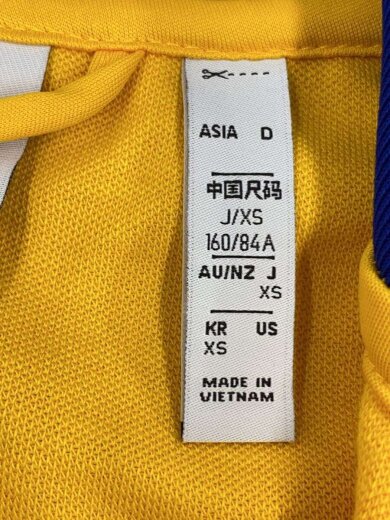 ASIA D
中国尺码
J/XS
160/84A
AU/NZ J
XS
KR US
XS
MADE IN
VIETNAM